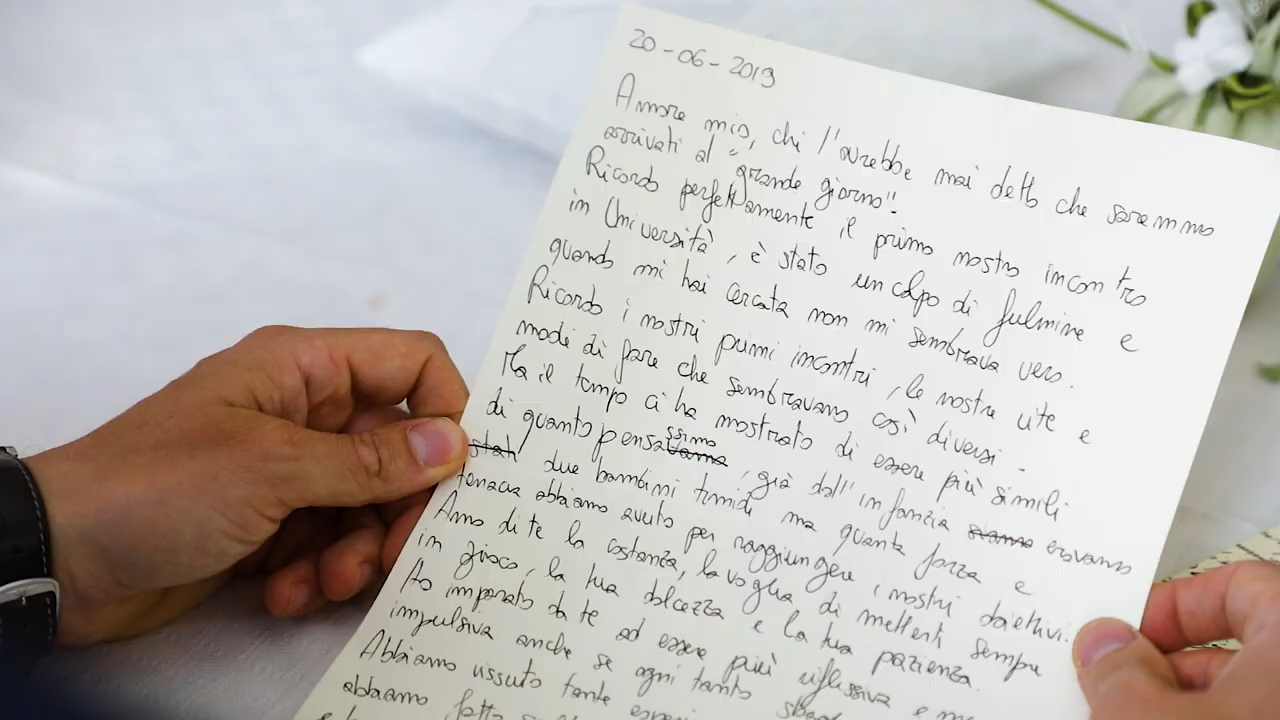 20-06-2019
Amore mio, chi l'avrebbe mai detto che saremmo
arrivati al "grande giorno"!
Ricordo perfettamente il primo nostro incontro
in Università, è stato un colpo di fulmine e
quando mi hai cercata non mi sembrava vero.
Ricordo i nostri primi incontri, le nostre vite e
modi di fare che sembravano così diversi.
Ma il tempo ci ha mostrato di essere più simili
di quanto pensassimo, già dall'infanzia eravamo
due bambini timidi ma quanta forza e
tenacia abbiamo avuto per raggiungere i nostri obiettivi.
Amo di te la costanza, la voglia di metterti sempre
in gioco, la tua dolcezza e la tua pazienza.
Ho imparato da te ad essere più riflessiva e
impulsiva anche se ogni tanto
Abbiamo vissuto tante
abbiamo fatto